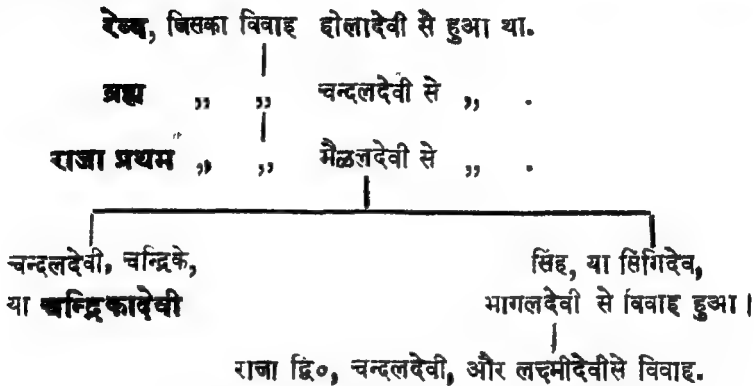 रेब्ब, जिसका विवाह होलादेवी से हुआ था.
ब्रह्म „ „ चन्दलदेवी से „ .
राजा प्रथम „ „ मैळलदेवी से „ .
चन्दलदेवी, चन्द्रिके, सिंह, या सिंगिदेव,
या चन्द्रिकादेवी भागलदेवी से विवाह हुआ।
राजा द्वि०, चन्दलदेवी, और लक्ष्मीदेवीसे विवाह.